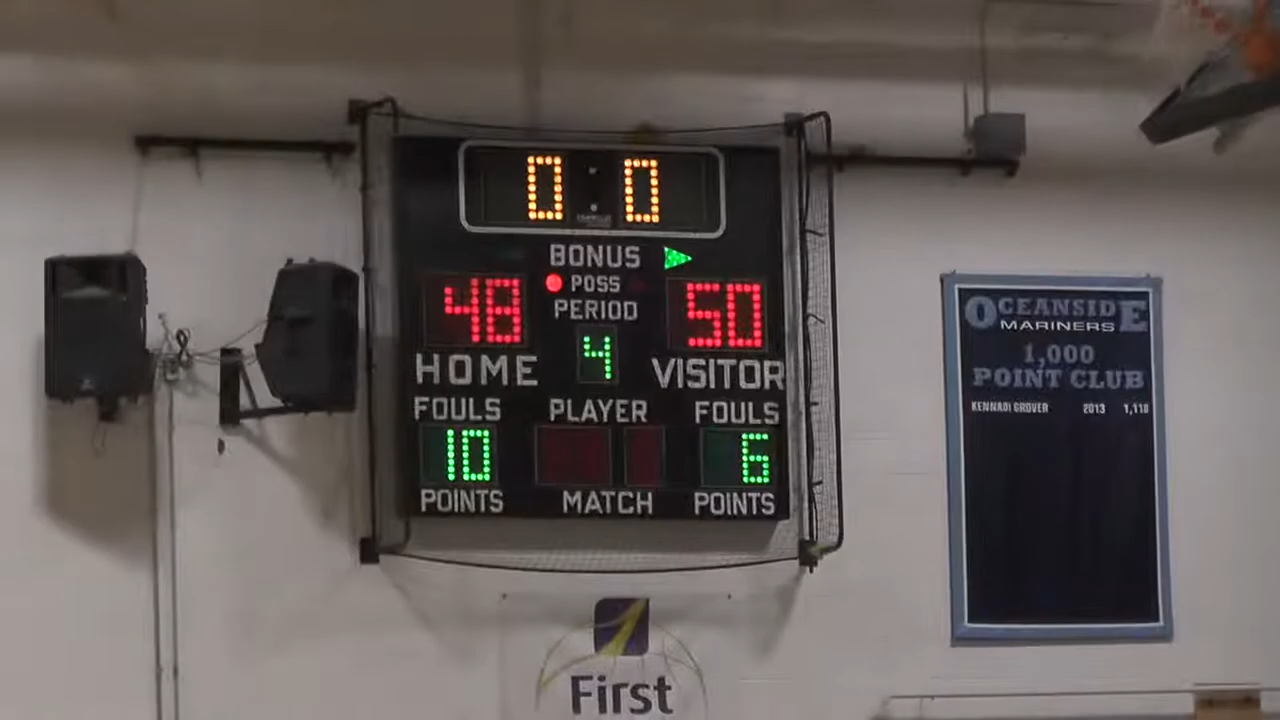 0:0
BONUS
POSS
48 PERIOD 50
4
HOME VISITOR
FOULS PLAYER FOULS
10 6
POINTS MATCH POINTS
OCEANSIDE
MARINERS
1,000
POINT CLUB
KENNADI GROVER 2013 1,118
First